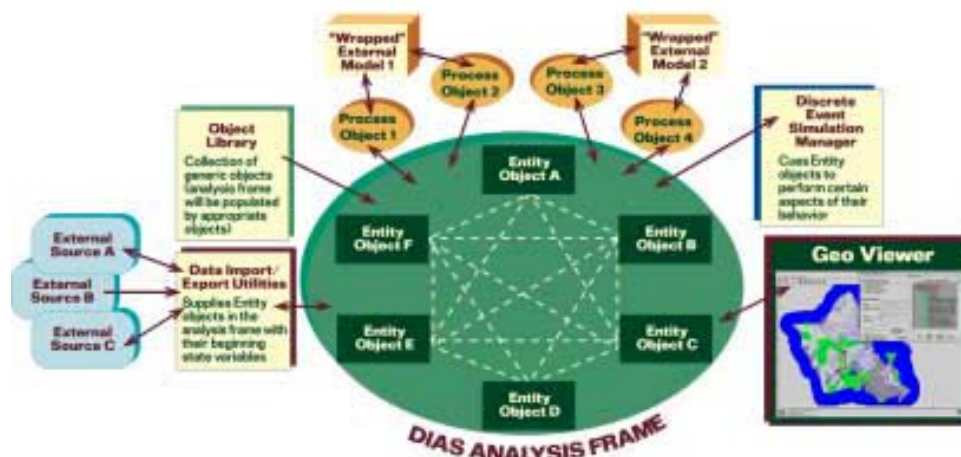 "Wrapped"
External
Model 1
Process
Object 2
Process
Object 1
"Wrapped"
External
Model 2
Process
Object 3
Process
Object 4
Object
Library
Collection of
generic objects
(analysis frame
will be populated
by appropriate
objects)
Discrete
Event
Simulation
Manager
Cues Entity
objects to
perform certain
aspects of their
behavior
External
Source A
External
Source B
External
Source C
Data Import/
Export Utilities
Supplies Entity
objects in the
analysis frame with
their beginning
state variables
Entity
Object A
Entity
Object F
Entity
Object B
Entity
Object E
Entity
Object C
Entity
Object D
DIAS ANALYSIS FRAME
Geo Viewer